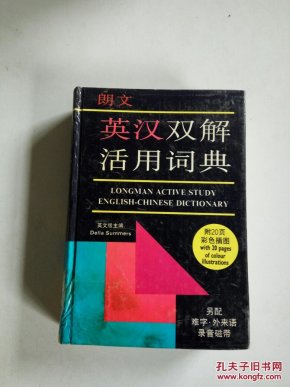 朗文
英汉双解
活用词典
LONGMAN ACTIVE STUDY
ENGLISH-CHINESE DICTIONARY
英文版主编
Della Summers
附20页
彩色插图
with 20 pages
of colour
illustrations
另配
难字·外来语
录音磁带
孔夫子旧书网